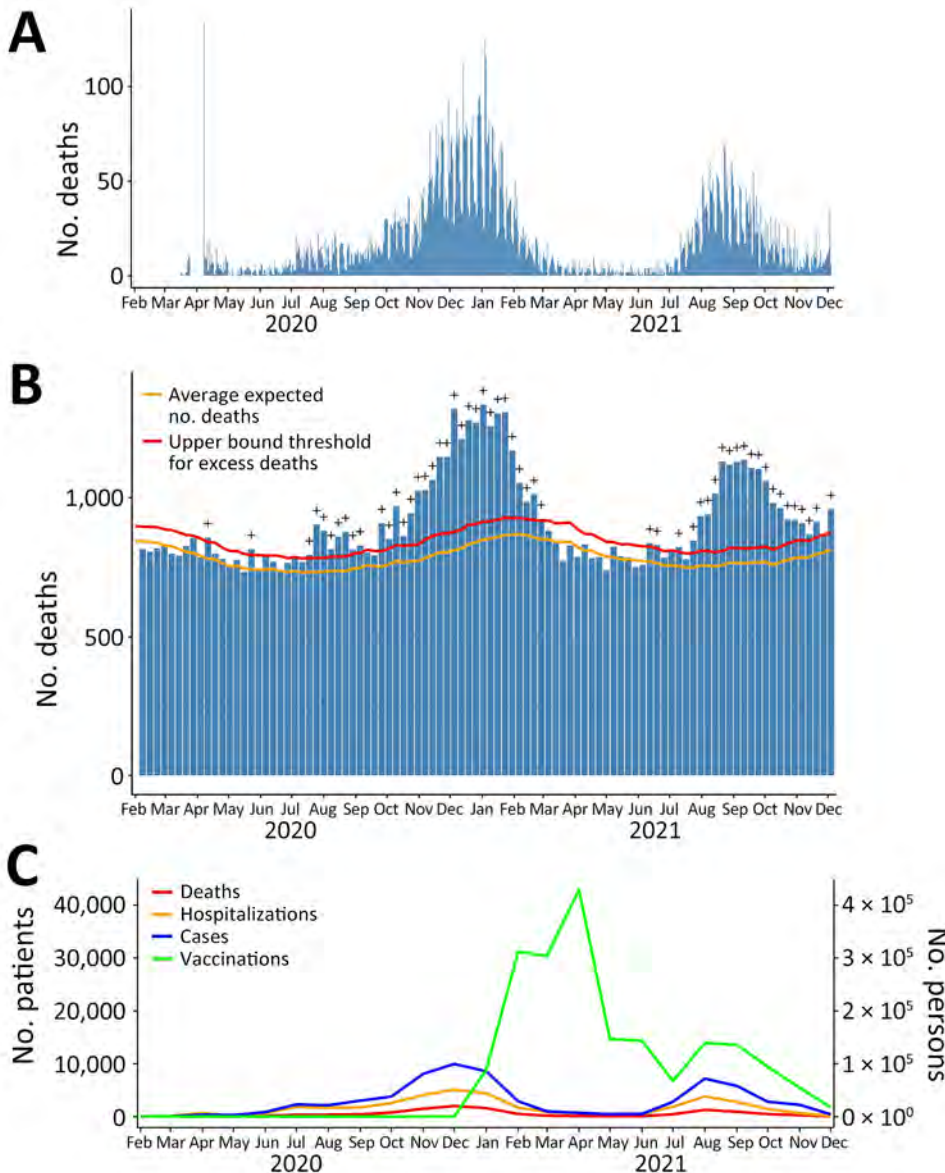 A
No. deaths
100
50
0
Feb Mar Apr May Jun Jul Aug Sep Oct Nov Dec Jan Feb Mar Apr May Jun Jul Aug Sep Oct Nov Dec
2020 2021
B
Average expected
no. deaths
Upper bound threshold
for excess deaths
No. deaths
1,000
500
0
Feb Mar Apr May Jun Jul Aug Sep Oct Nov Dec Jan Feb Mar Apr May Jun Jul Aug Sep Oct Nov Dec
2020 2021
C
Deaths
Hospitalizations
Cases
Vaccinations
No. patients
40,000
30,000
20,000
10,000
0
4 × 10⁵
3 × 10⁵
2 × 10⁵
1 × 10⁵
0 × 10⁰
No. persons
Feb Mar Apr May Jun Jul Aug Sep Oct Nov Dec Jan Feb Mar Apr May Jun Jul Aug Sep Oct Nov Dec
2020 2021